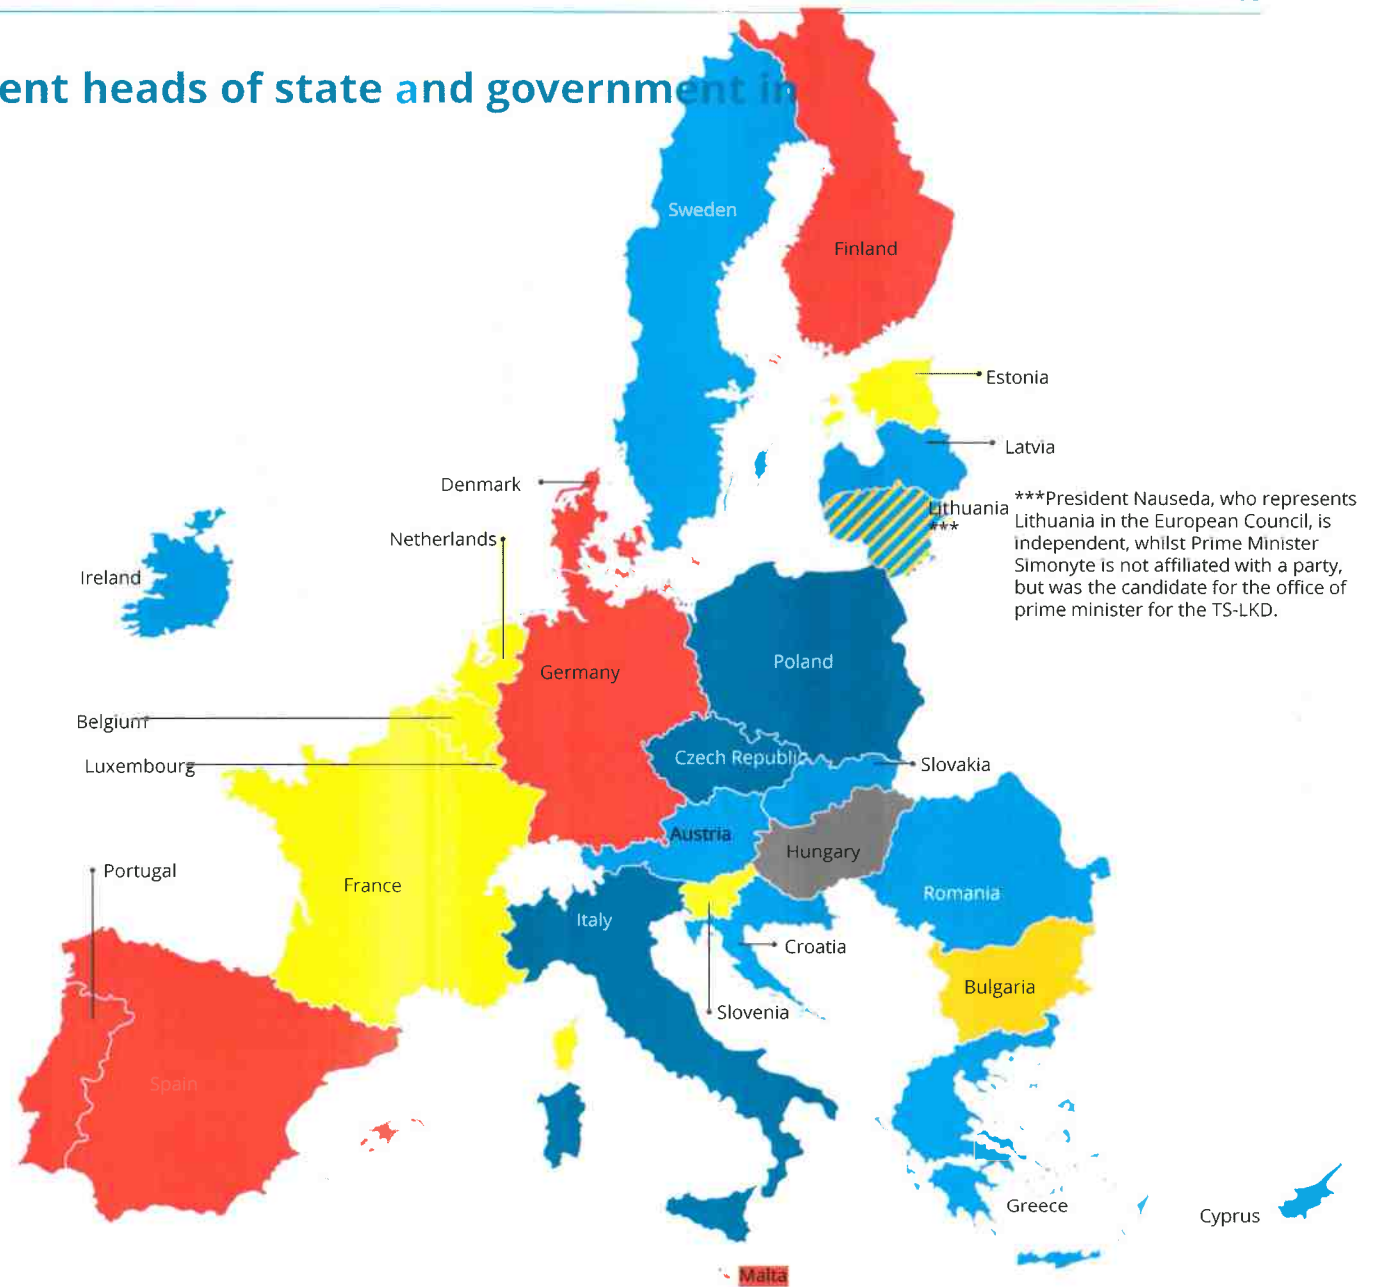 ent heads of state and government in
Sweden
Finland
Estonia
Latvia
Denmark
Lithuania
***
***President Nauseda, who represents
Lithuania in the European Council, is
independent, whilst Prime Minister
Simonyte is not affiliated with a party,
but was the candidate for the office of
prime minister for the TS-LKD.
Netherlands
Ireland
Poland
Germany
Belgium
Czech Republic
Luxembourg
Slovakia
Austria
Hungary
Portugal
France
Romania
Italy
Croatia
Bulgaria
Slovenia
Spain
Greece
Cyprus
Malta